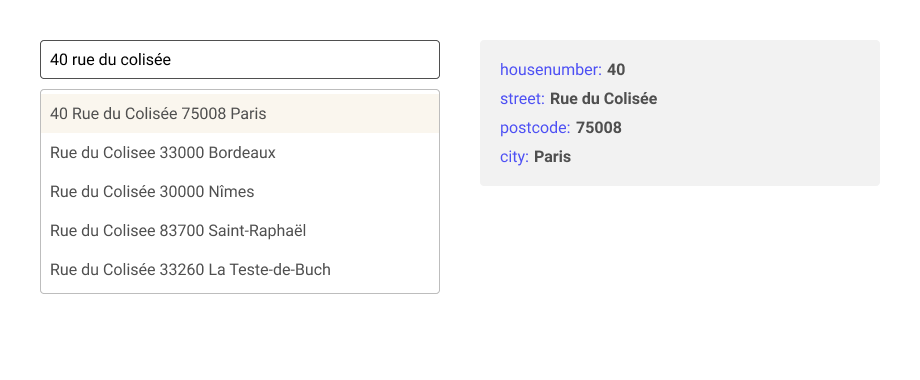 40 rue du colisée
40 Rue du Colisée 75008 Paris
Rue du Colisee 33000 Bordeaux
Rue du Colisée 30000 Nîmes
Rue du Colisee 83700 Saint-Raphaël
Rue du Colisée 33260 La Teste-de-Buch
housenumber: 40
street: Rue du Colisée
postcode: 75008
city: Paris